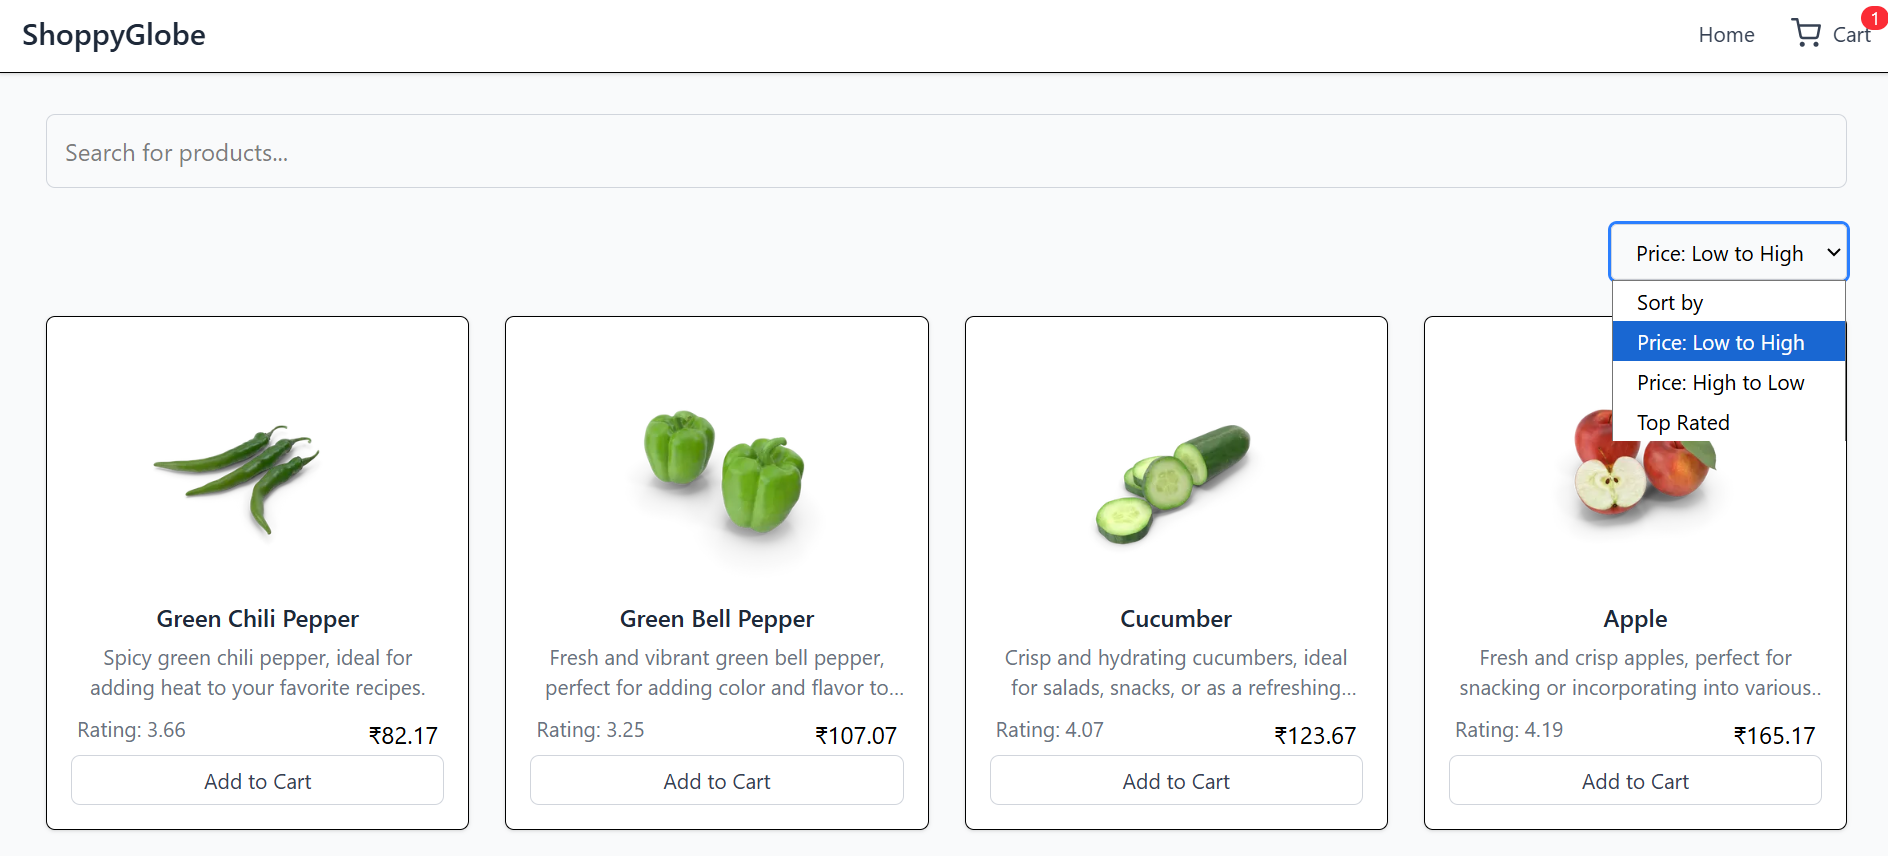 ShoppyGlobe
Home
Cart
1
Search for products...
Price: Low to High
Sort by
Price: Low to High
Price: High to Low
Top Rated
Green Chili Pepper
Spicy green chili pepper, ideal for
adding heat to your favorite recipes.
Rating: 3.66
₹82.17
Add to Cart
Green Bell Pepper
Fresh and vibrant green bell pepper,
perfect for adding color and flavor to...
Rating: 3.25
₹107.07
Add to Cart
Cucumber
Crisp and hydrating cucumbers, ideal
for salads, snacks, or as a refreshing...
Rating: 4.07
₹123.67
Add to Cart
Apple
Fresh and crisp apples, perfect for
snacking or incorporating into various..
Rating: 4.19
₹165.17
Add to Cart